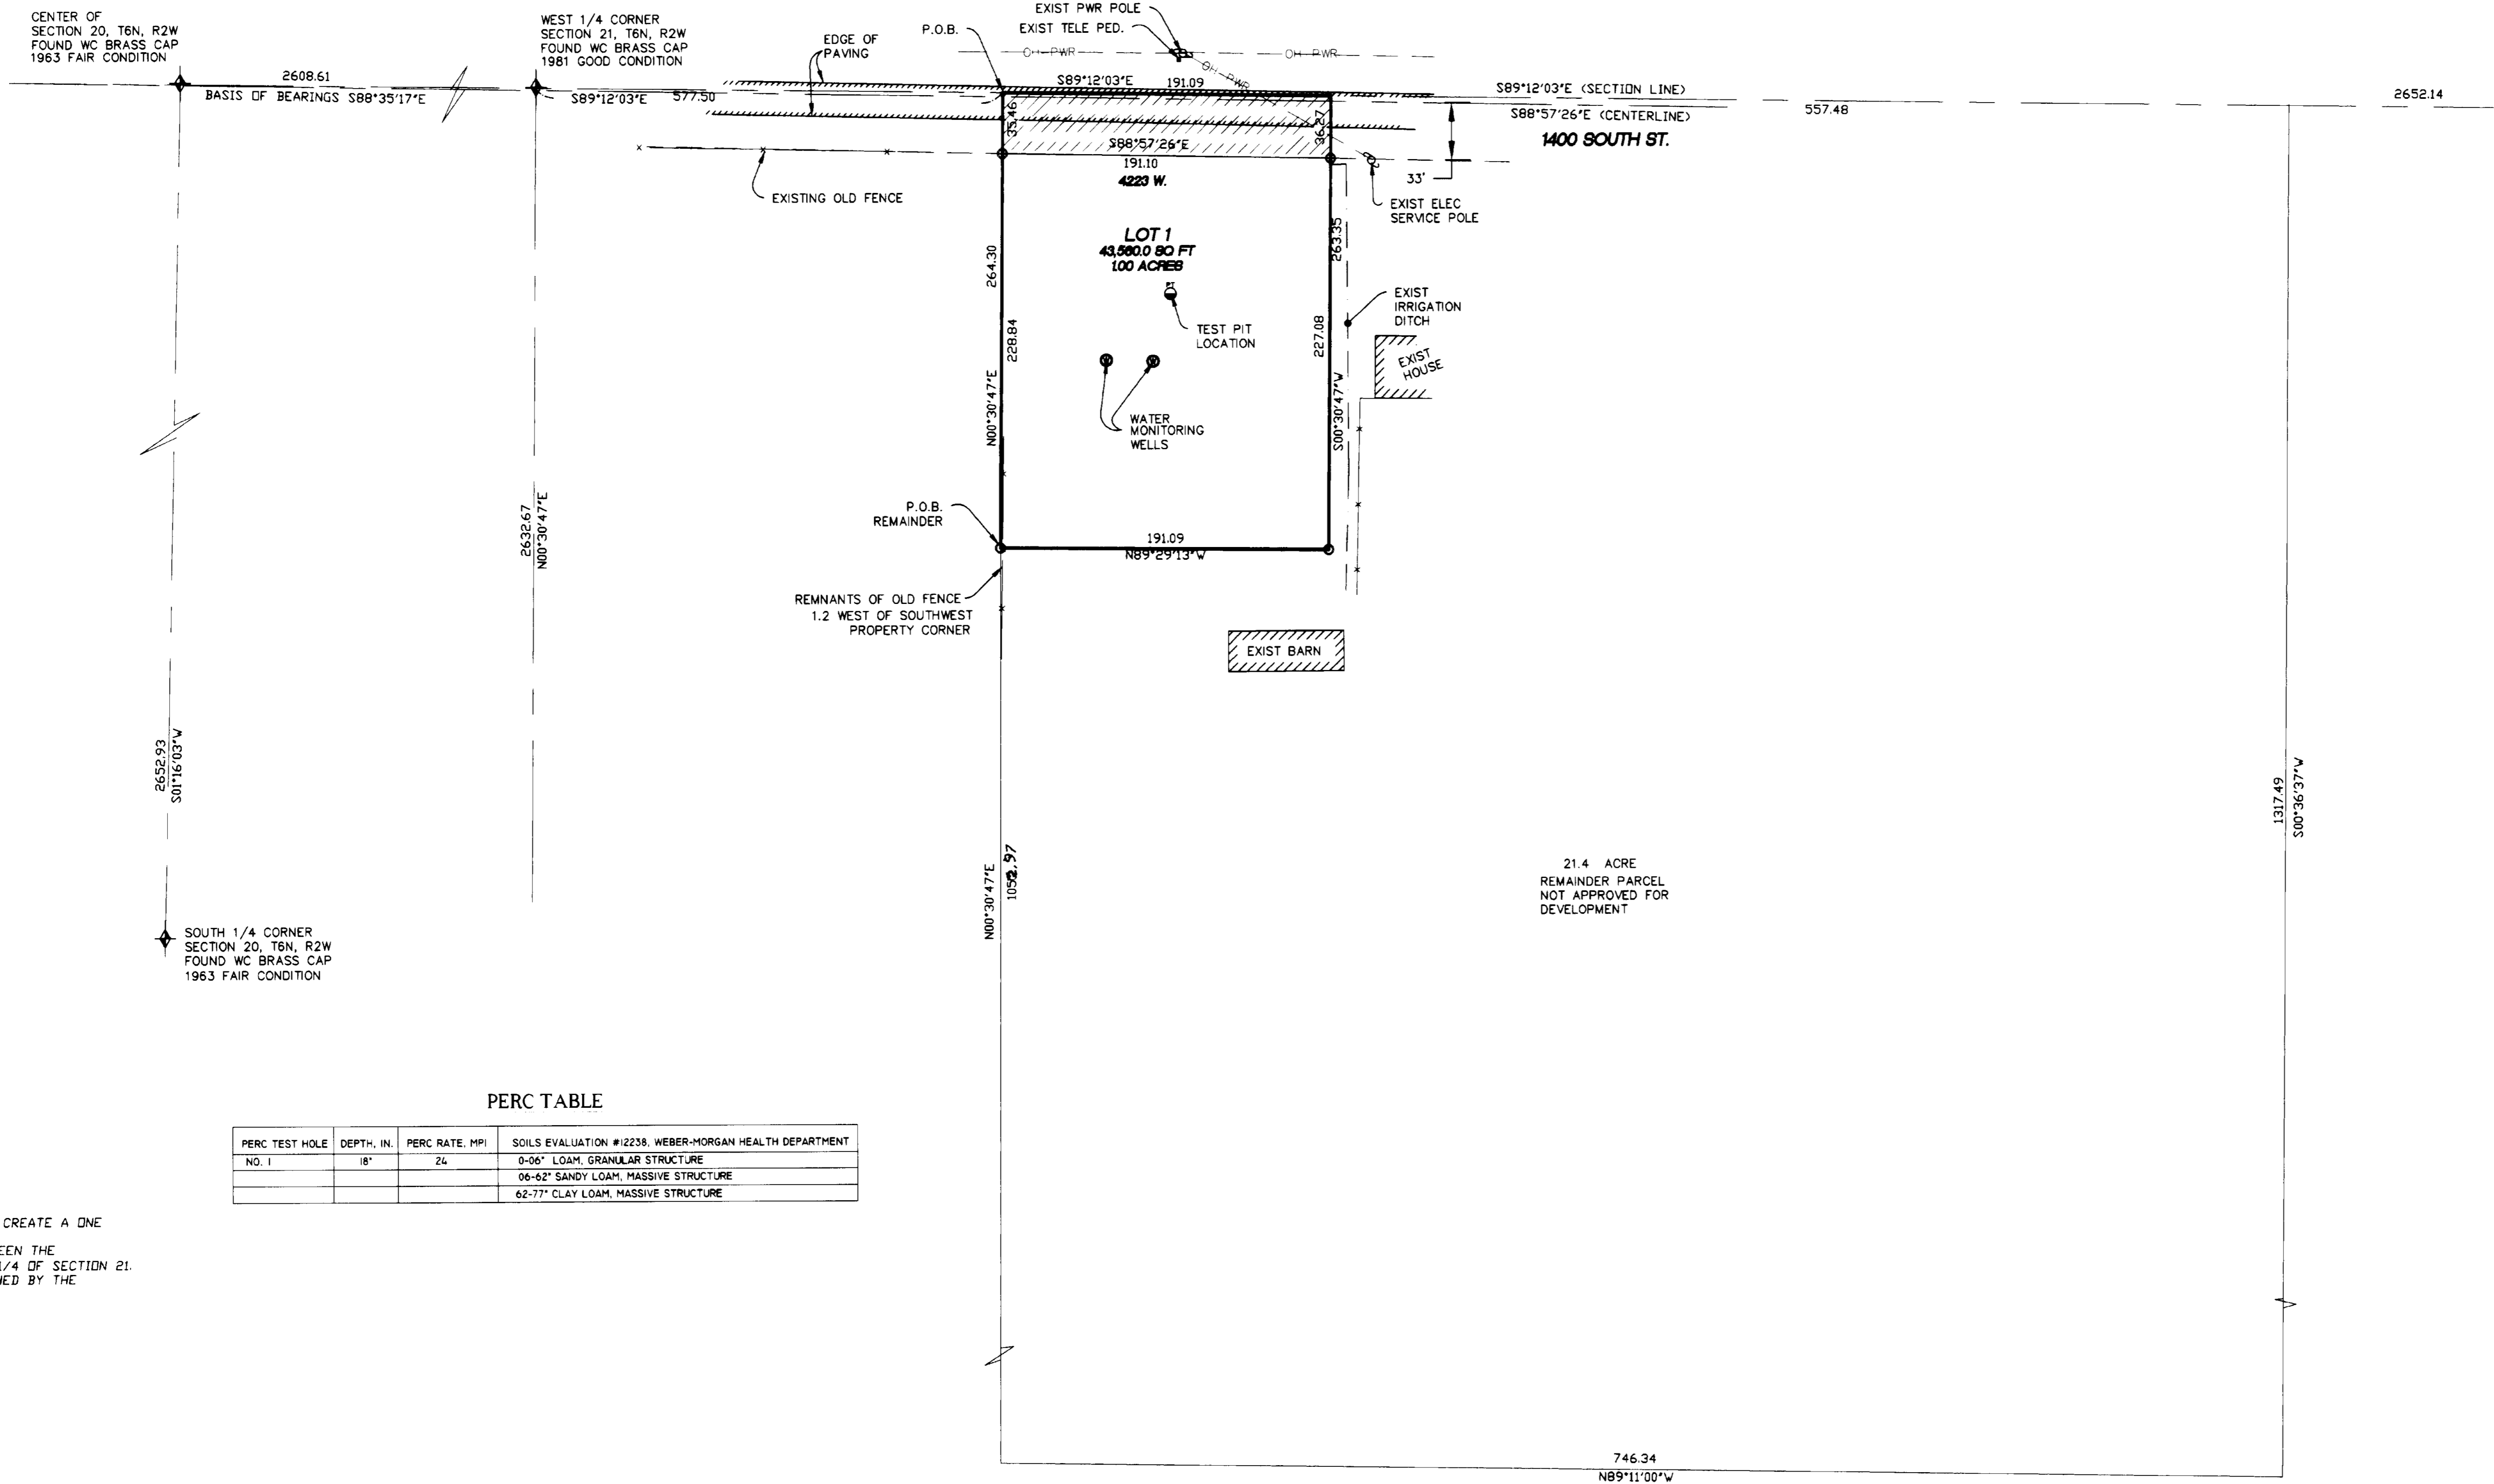 CENTER OF
SECTION 20, T6N, R2W
FOUND WC BRASS CAP
1963 FAIR CONDITION
WEST 1/4 CORNER
SECTION 21, T6N, R2W
FOUND WC BRASS CAP
1981 GOOD CONDITION
EDGE OF
PAVING
P.O.B.
EXIST PWR POLE
EXIST TELE PED.
OH-PWR
OH-PWR
OH-PWR
2608.61
BASIS OF BEARINGS S88°35'17"E
S89°12'03"E 577.50
S89°12'03"E 191.09
S89°12'03"E (SECTION LINE)
2652.14
S88°57'26"E (CENTERLINE)
557.48
1400 SOUTH ST.
35.46
36.27
S88°57'26"E
191.10
4223 W.
33'
EXISTING OLD FENCE
EXIST ELEC
SERVICE POLE
LOT 1
43,560.0 SQ FT
1.00 ACRES
264.30
263.35
PT
TEST PIT
LOCATION
EXIST
IRRIGATION
DITCH
EXIST
HOUSE
228.84
227.08
N00°30'47"E
S00°30'47"W
WATER
MONITORING
WELLS
P.O.B.
REMAINDER
191.09
N89°29'13"W
2632.67
N00°30'47"E
REMNANTS OF OLD FENCE
1.2 WEST OF SOUTHWEST
PROPERTY CORNER
EXIST BARN
2652.93
S01°16'03"W
1317.49
S00°36'37"W
N00°30'47"E
21.4 ACRE
REMAINDER PARCEL
NOT APPROVED FOR
DEVELOPMENT
SOUTH 1/4 CORNER
SECTION 20, T6N, R2W
FOUND WC BRASS CAP
1963 FAIR CONDITION
PERC TABLE
PERC TEST HOLE DEPTH, IN. PERC RATE, MPI SOILS EVALUATION #12238, WEBER-MORGAN HEALTH DEPARTMENT
NO. 1 18" 24 0-06" LOAM, GRANULAR STRUCTURE
06-62" SANDY LOAM, MASSIVE STRUCTURE
62-77" CLAY LOAM, MASSIVE STRUCTURE
CREATE A ONE
EEN THE
1/4 OF SECTION 21.
NED BY THE
746.34
N89°11'00"W